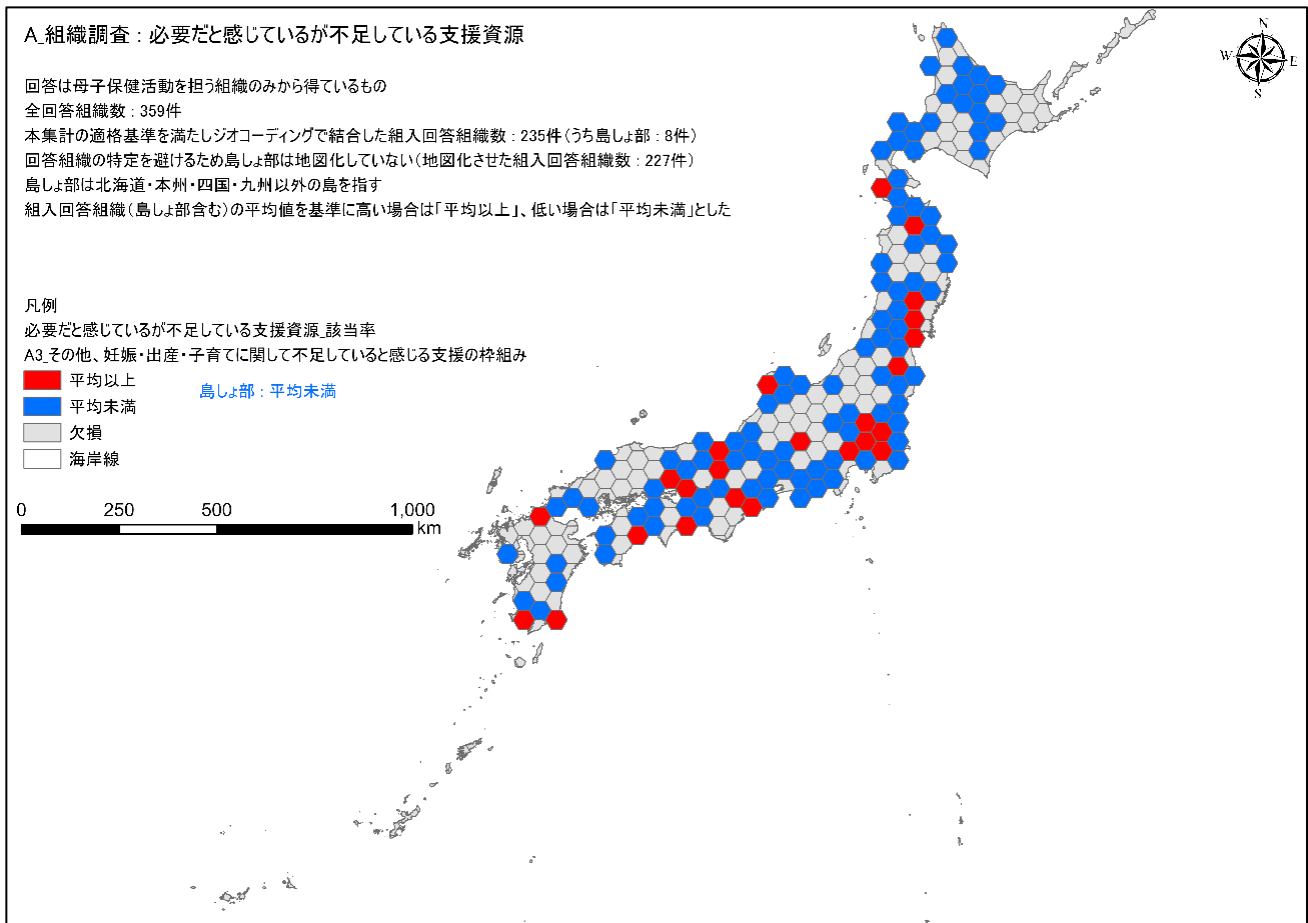 A_組織調査：必要だと感じているが不足している支援資源
回答は母子保健活動を担う組織のみから得ているもの
全回答組織数：359件
本集計の適格基準を満たしジオコーディングで結合した組入回答組織数：235件（うち島しょ部：8件）
回答組織の特定を避けるため島しょ部は地図化していない（地図化させた組入回答組織数：227件）
島しょ部は北海道・本州・四国・九州以外の島を指す
組入回答組織（島しょ部含む）の平均値を基準に高い場合は「平均以上」、低い場合は「平均未満」とした
N
W
E
S
凡例
必要だと感じているが不足している支援資源_該当率
A3_その他、妊娠・出産・子育てに関して不足していると感じる支援の枠組み
平均以上
平均未満
島しょ部：平均未満
欠損
海岸線
0 250 500 1,000
km